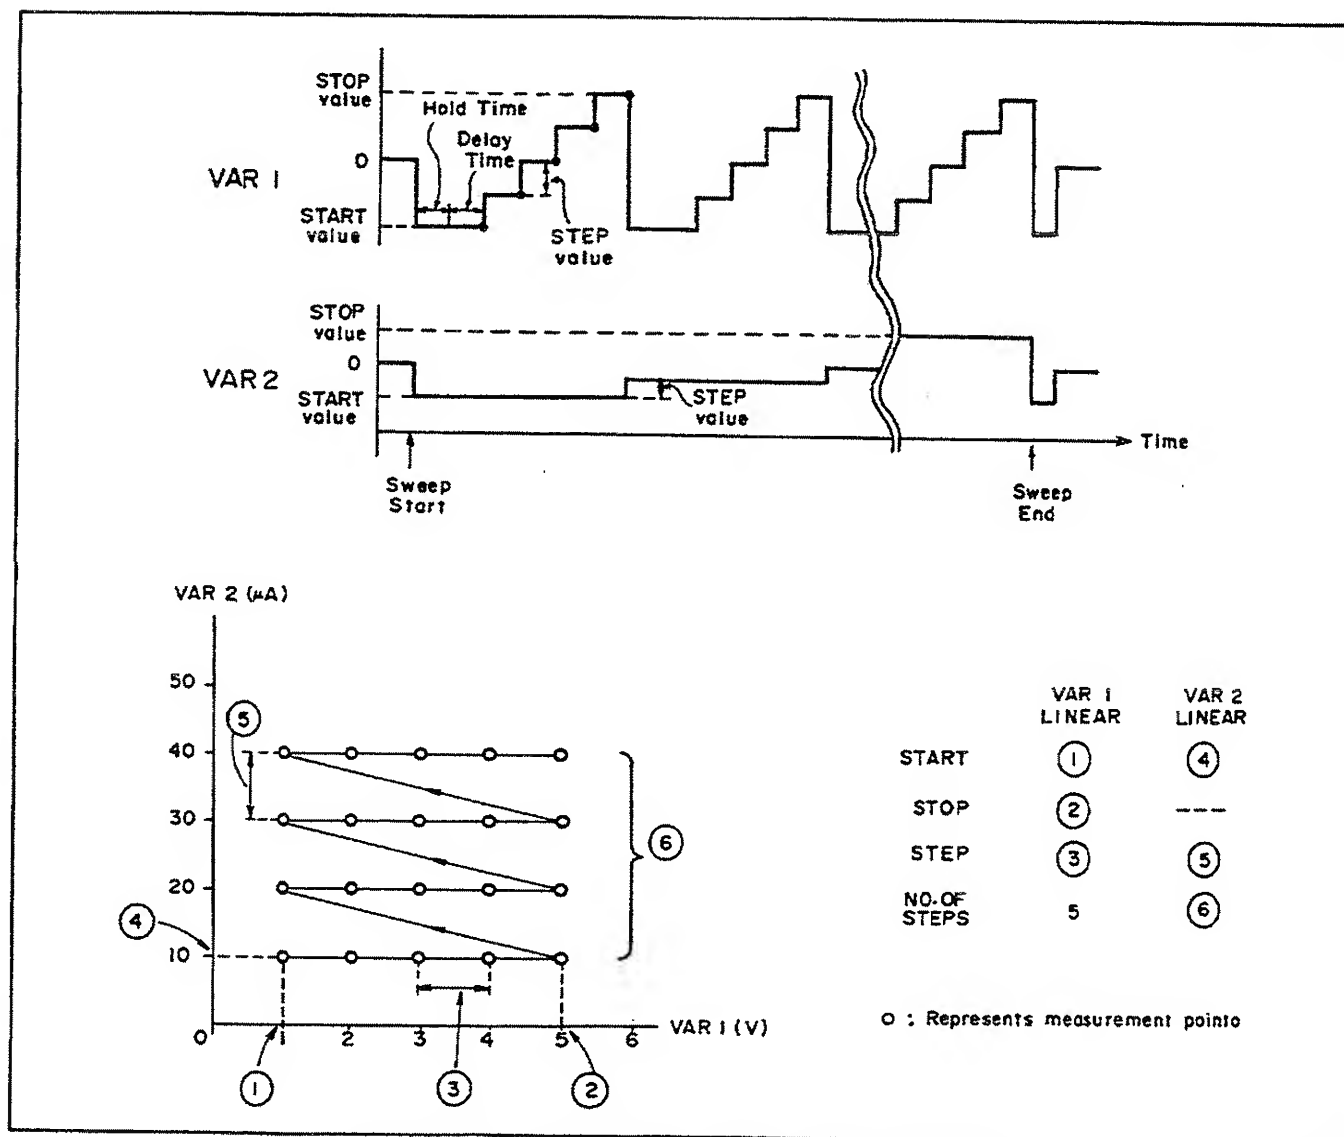 STOP
value
Hold Time
Delay
Time
0
VAR 1
START
value
STEP
value
STOP
value
0
VAR 2
START
value
STEP
value
Time
Sweep
Start
Sweep
End
VAR 2 (μA)
50
5
40
30
6
20
4
10
0
1
2
3
4
5
6
VAR 1 (V)
1
3
2
VAR 1
LINEAR
VAR 2
LINEAR
START
1
4
STOP
2
----
STEP
3
5
NO. OF
STEPS
5
6
o : Represents measurement pointo